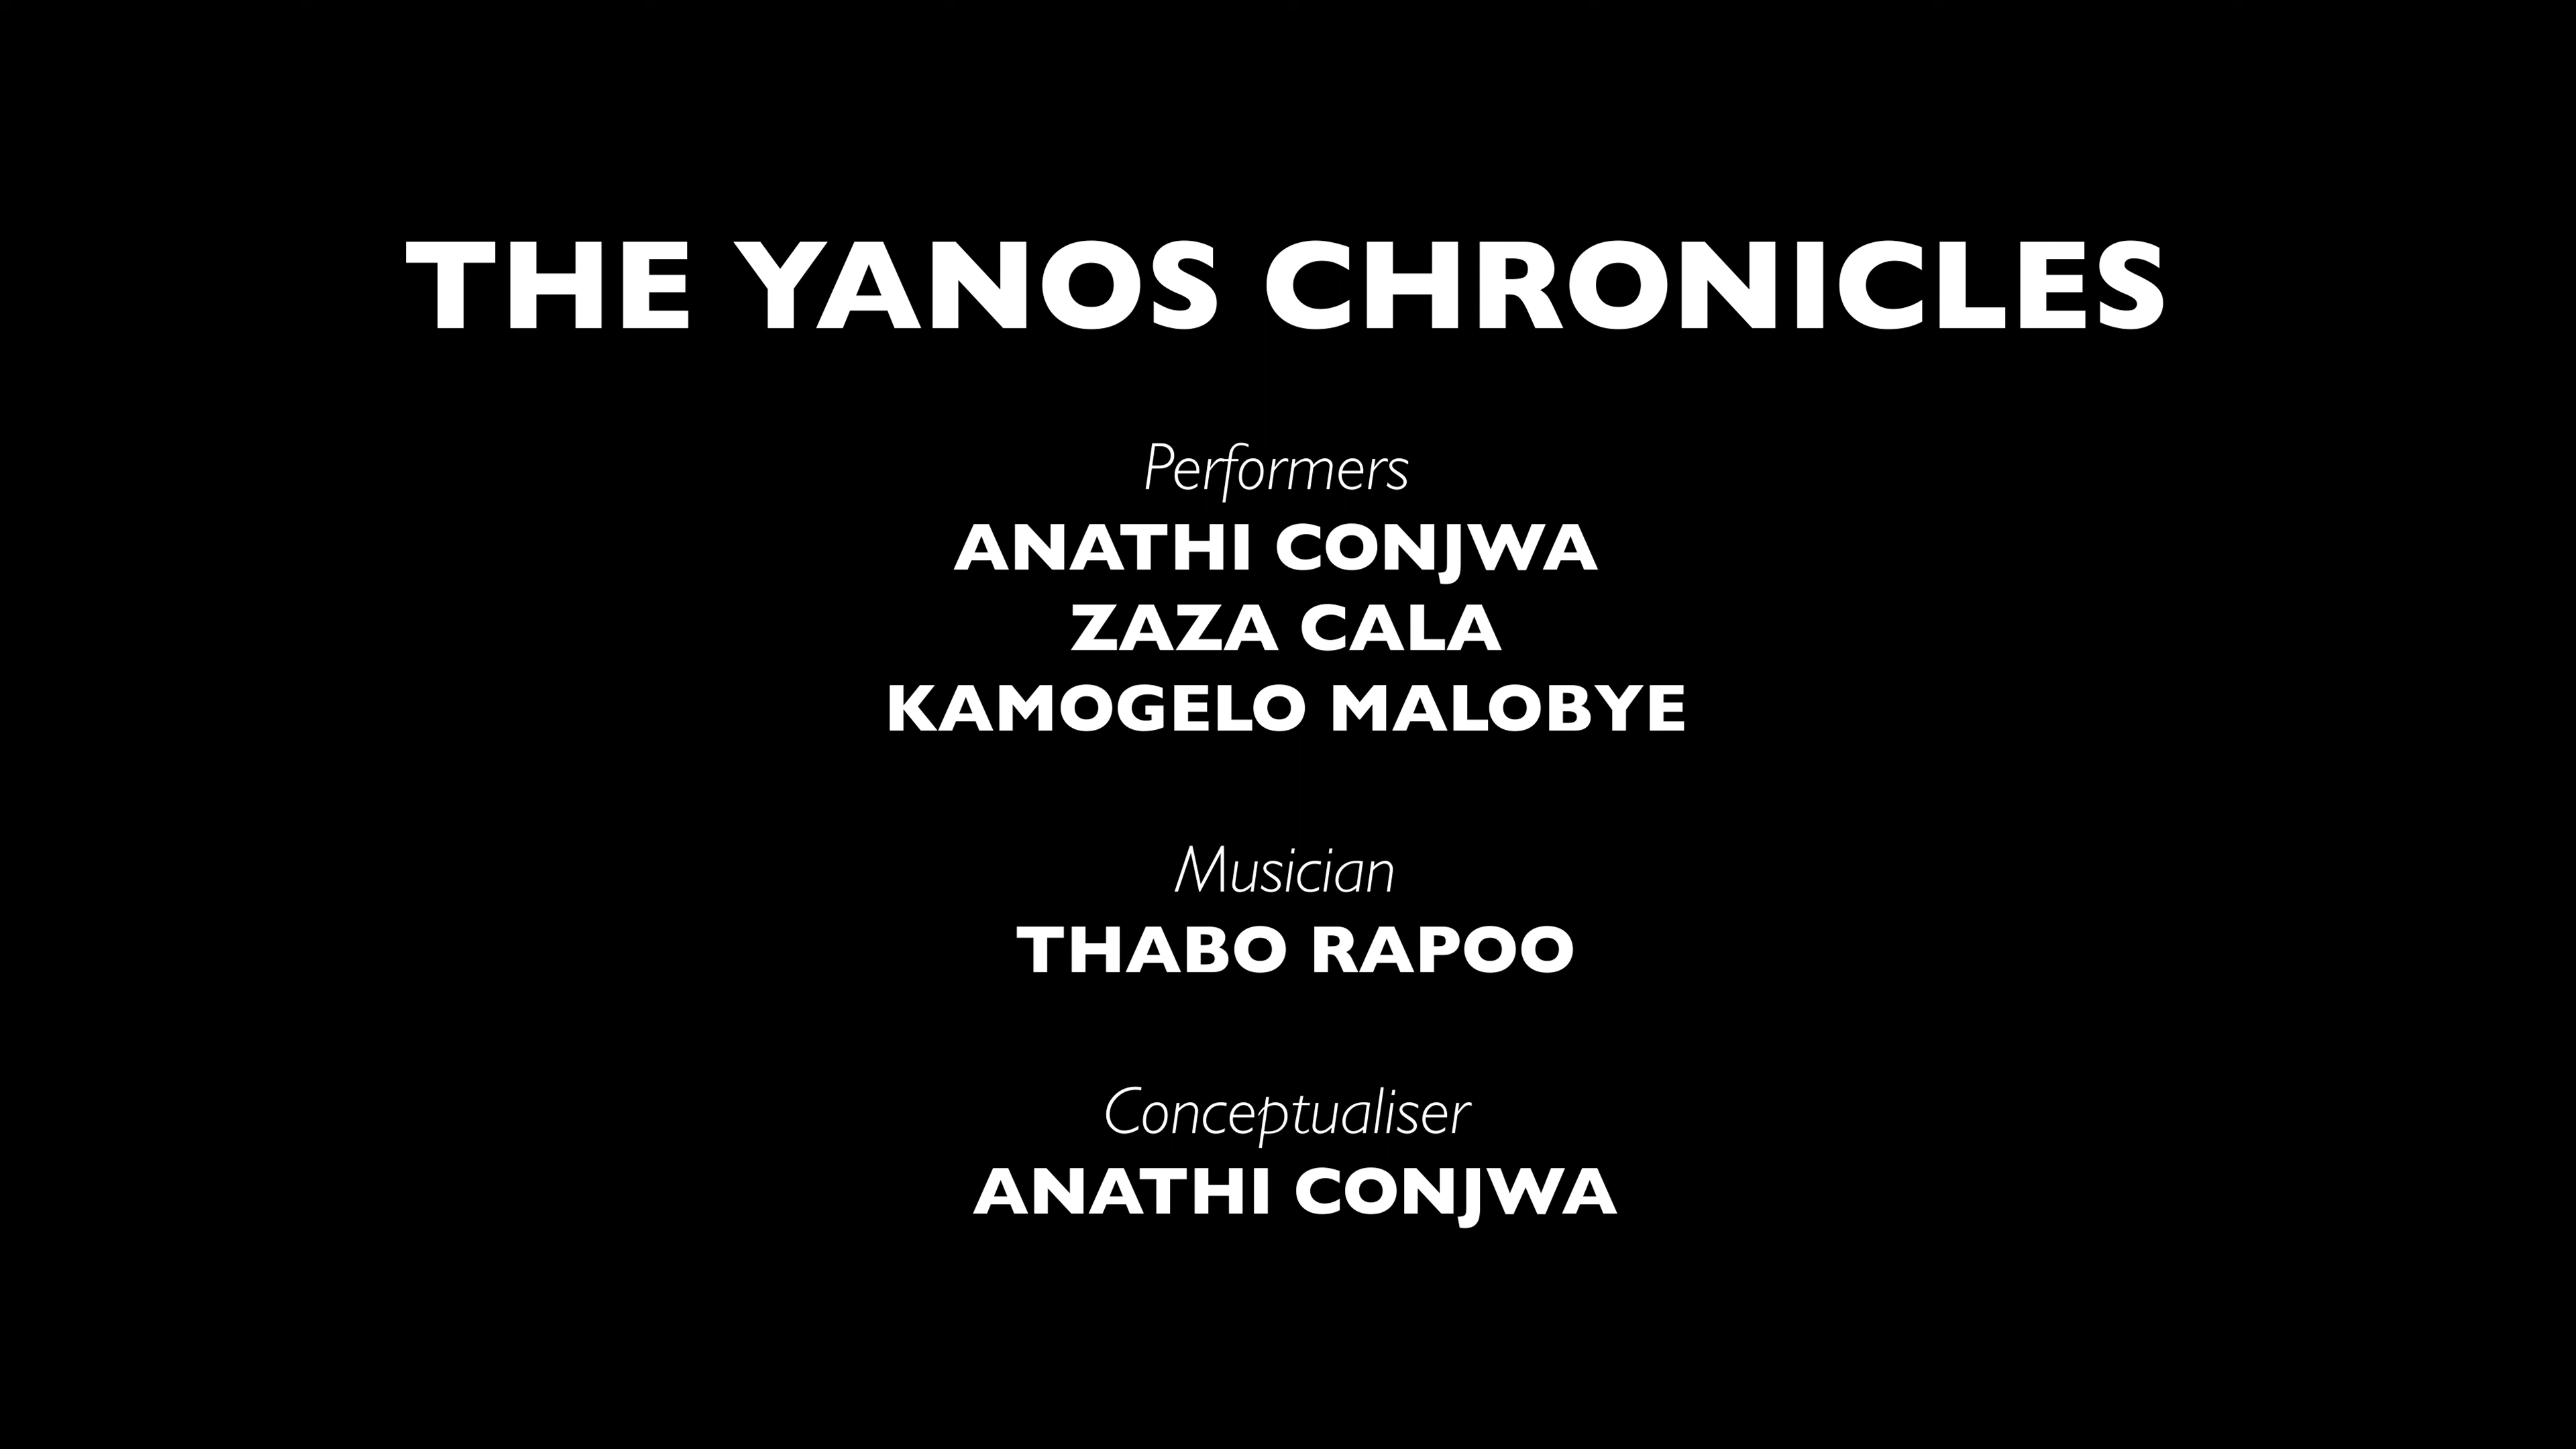 THE YANOS CHRONICLES
Performers
ANATHI CONJWA
ZAZA CALA
KAMOGELO MALOBYE
Musician
THABO RAPOO
Conceptualiser
ANATHI CONJWA